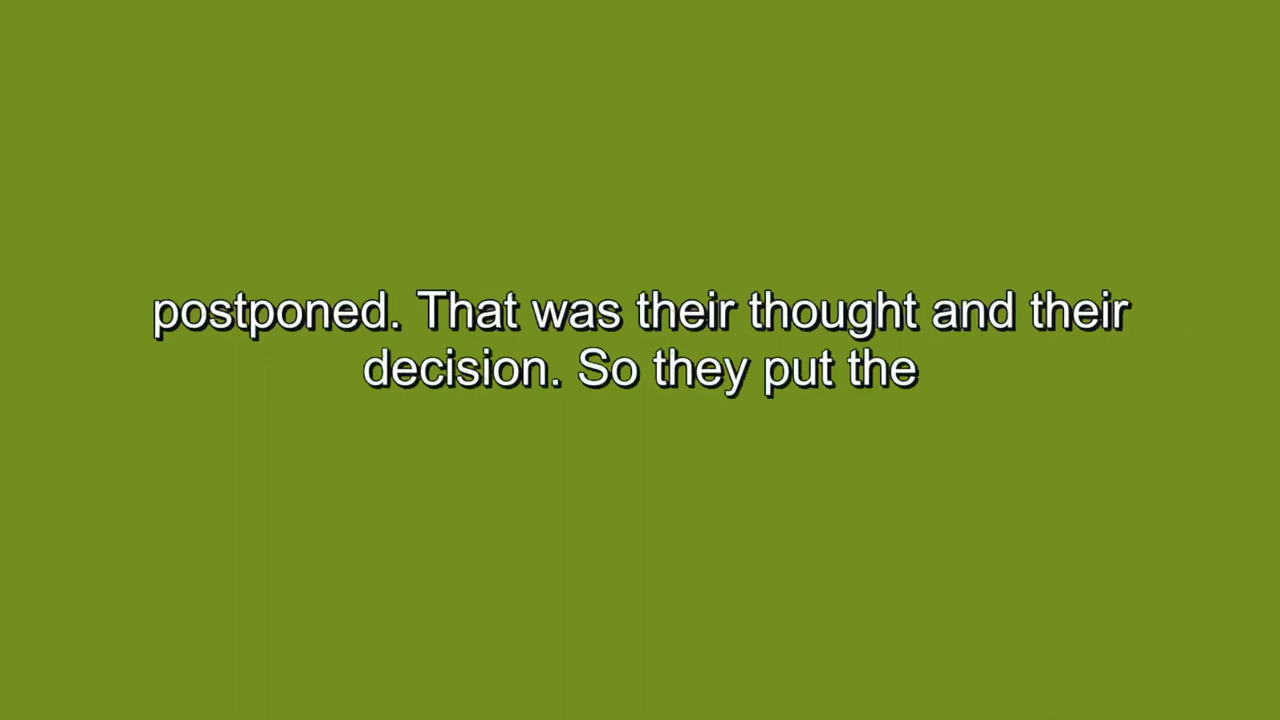 postponed. That was their thought and their
decision. So they put the